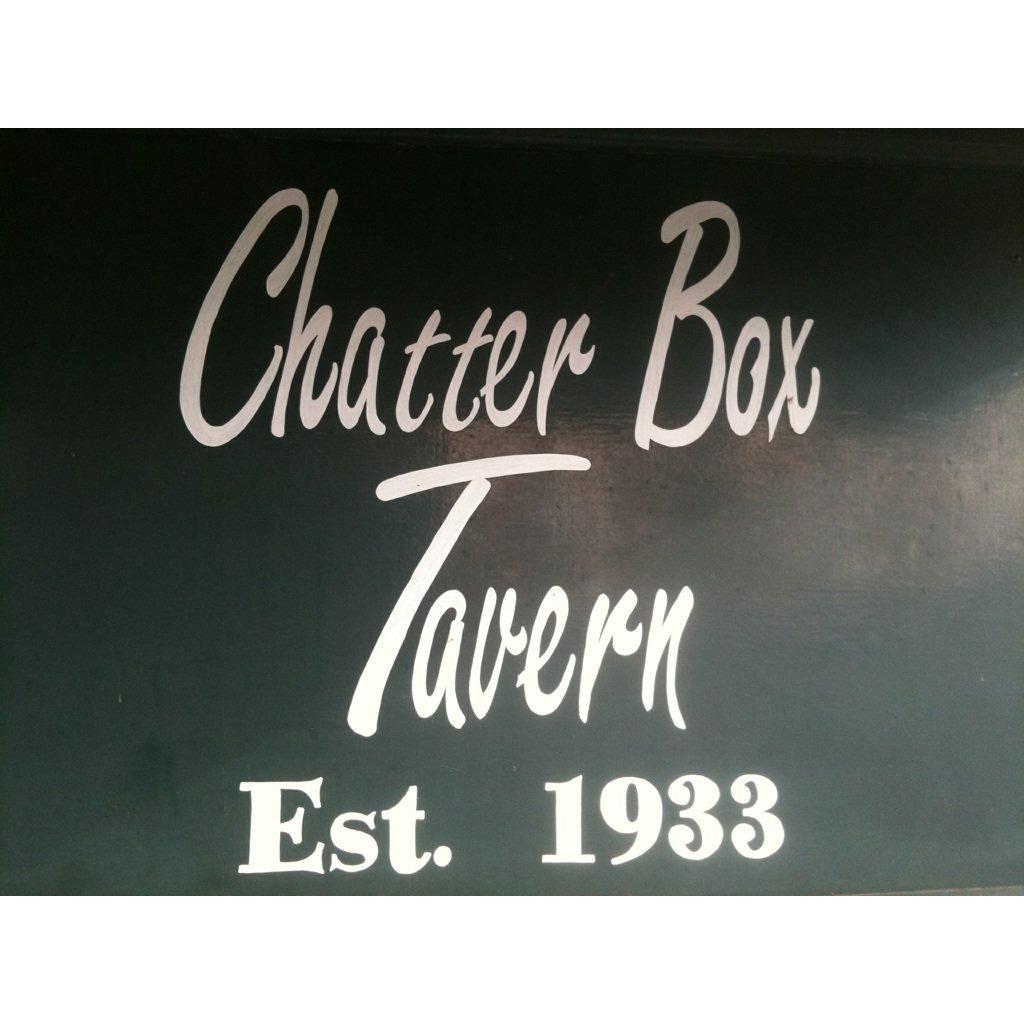 Chatter Box
Tavern
Est. 1933